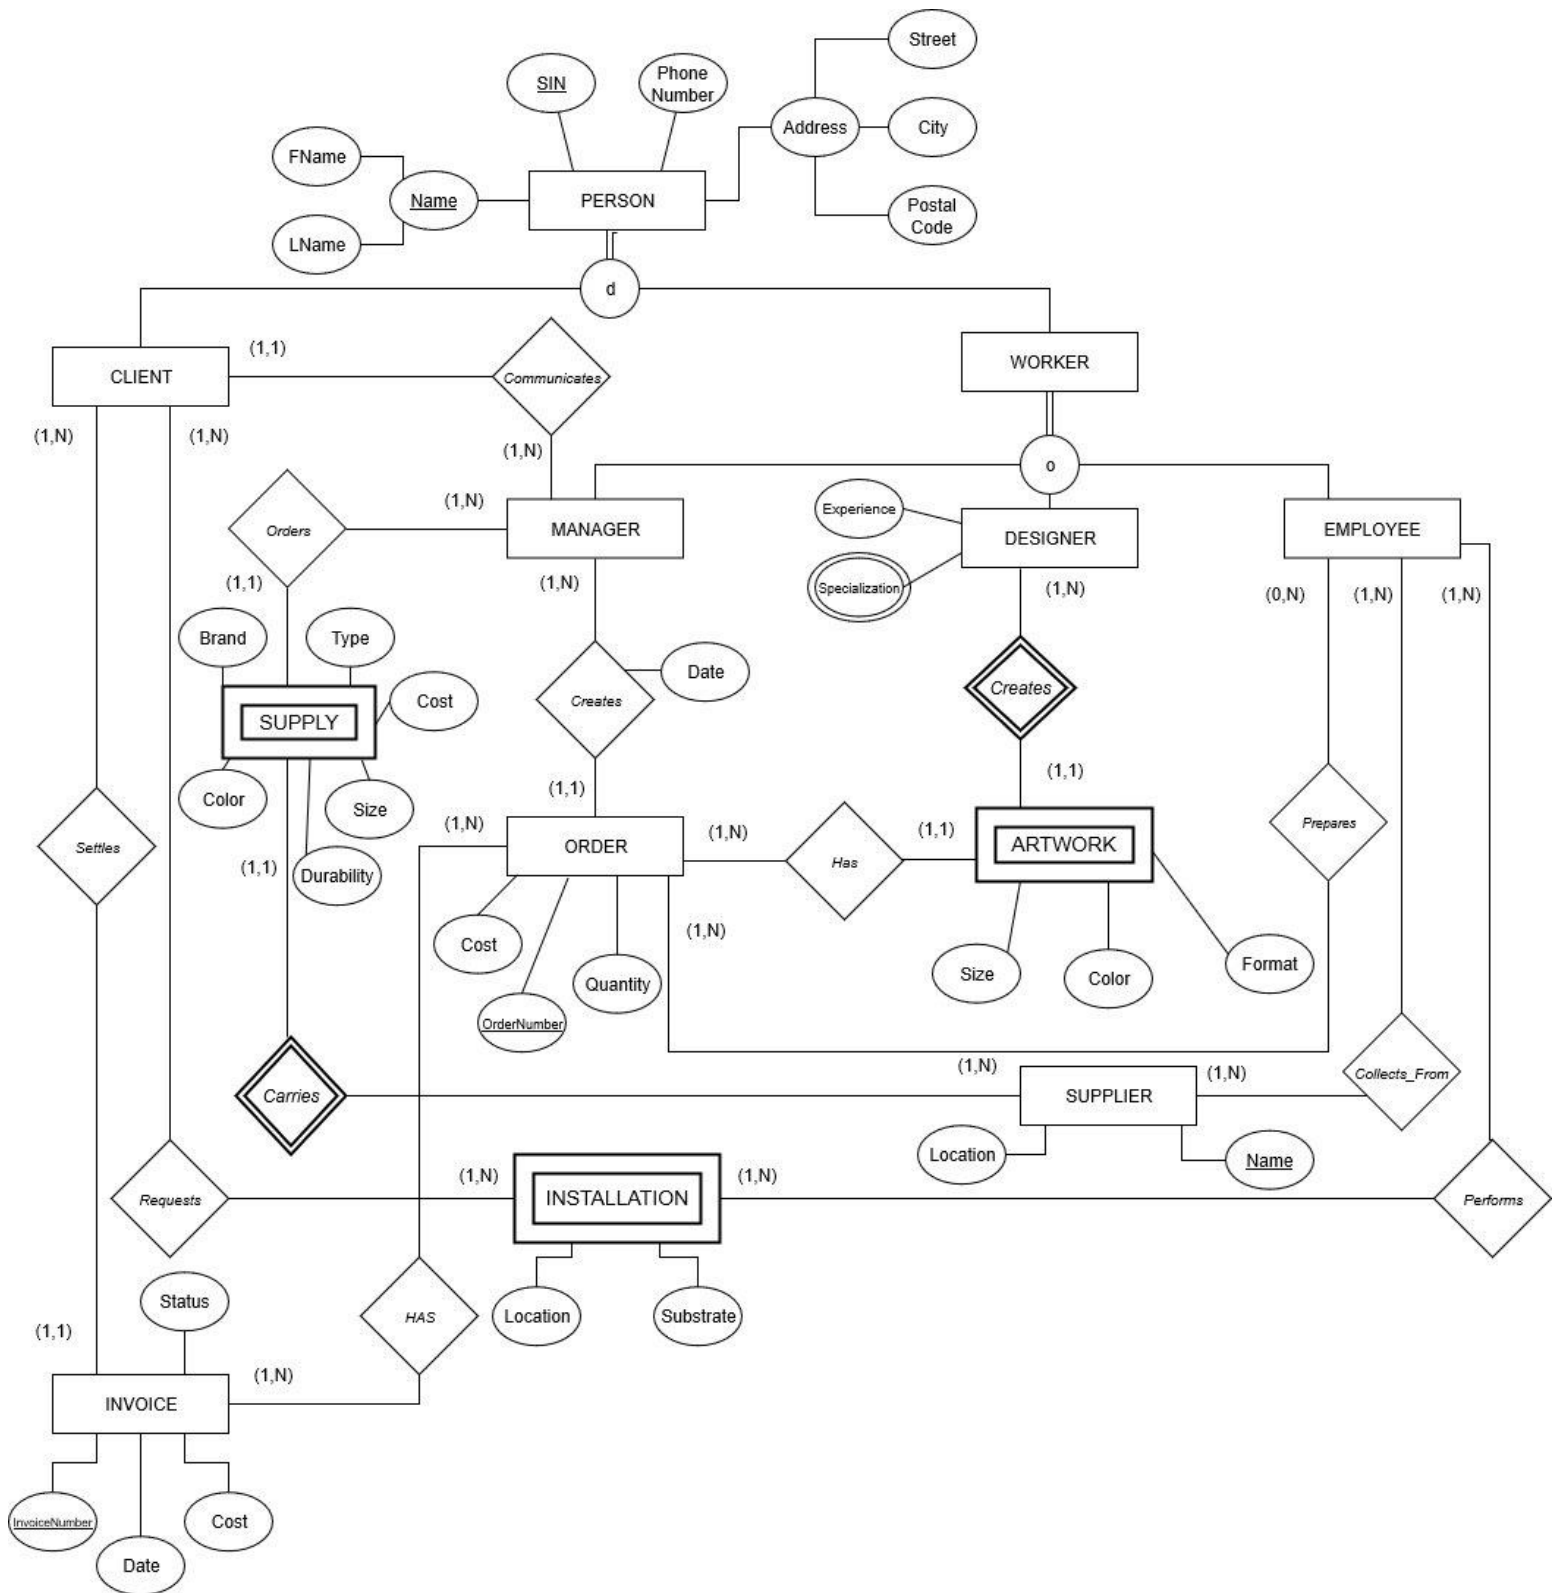 Street
SIN
Phone
Number
Address
City
FName
Name
PERSON
LName
Postal
Code
d
CLIENT
(1,1)
Communicates
WORKER
(1,N)
(1,N)
(1,N)
o
Orders
(1,N)
MANAGER
Experience
DESIGNER
EMPLOYEE
(1,1)
(1,N)
Specialization
(1,N)
(0,N)
(1,N)
(1,N)
Brand
Type
Cost
SUPPLY
Creates
Date
Creates
Color
Size
(1,1)
(1,1)
Settles
(1,N)
ORDER
(1,N)
Has
(1,1)
ARTWORK
Prepares
(1,1)
Durability
Cost
(1,N)
Quantity
OrderNumber
Size
Color
Format
Carries
(1,N)
SUPPLIER
(1,N)
Collects_From
Location
Name
Requests
(1,N)
INSTALLATION
(1,N)
Performs
Status
HAS
Location
Substrate
(1,1)
INVOICE
(1,N)
InvoiceNumber
Date
Cost